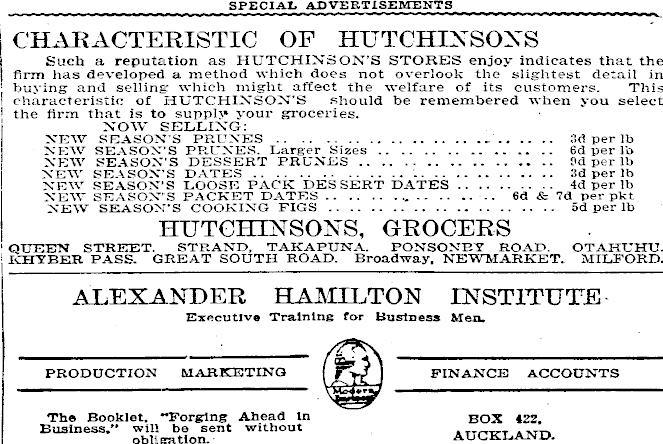 SPECIAL ADVERTISEMENTS
CHARACTERISTIC OF HUTCHINSONS
Such a reputation as HUTCHINSON'S STORES enjoy indicates that the
firm has developed a method which does not overlook the slightest detail in
buying and selling which might affect the welfare of its customers. This
characteristic of HUTCHINSON'S should be remembered when you select
the firm that is to supply your groceries.
NOW SELLING:
NEW SEASON'S PRUNES .. .. .. .. .. .. .. .. .. .. .. 3d per lb
NEW SEASON'S PRUNES, Larger Sizes .. .. .. .. .. .. .. 6d per lb
NEW SEASON'S DESSERT PRUNES .. .. .. .. .. .. .. .. 9d per lb
NEW SEASON'S DATES .. .. .. .. .. .. .. .. .. .. .. 3d per lb
NEW SEASON'S LOOSE PACK DESSERT DATES .. .. .. .. .. 4d per lb
NEW SEASON'S PACKET DATES .. .. .. .. .. .. 6d & 7d per pkt
NEW SEASON'S COOKING FIGS .. .. .. .. .. .. .. .. .. 5d per lb
HUTCHINSONS, GROCERS
QUEEN STREET. STRAND, TAKAPUNA. PONSONBY ROAD. OTAHUHU.
KHYBER PASS. GREAT SOUTH ROAD. Broadway, NEWMARKET. MILFORD.
ALEXANDER HAMILTON INSTITUTE
Executive Training for Business Men.
PRODUCTION MARKETING
Modern
Business
FINANCE ACCOUNTS
The Booklet, "Forging Ahead in
Business," will be sent without
obligation.
BOX 422,
AUCKLAND.